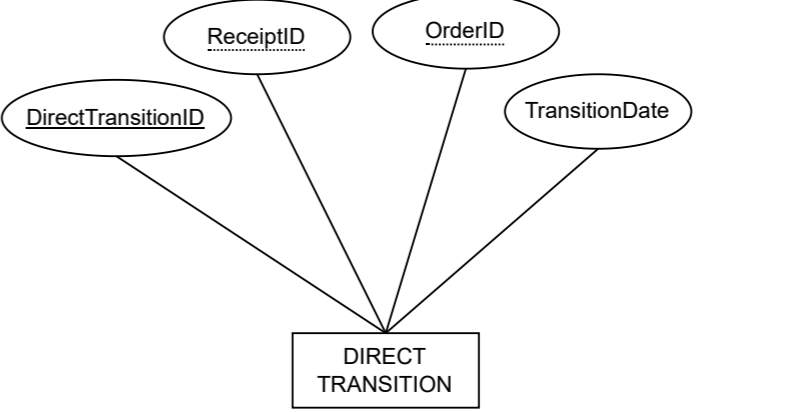 ReceiptID
OrderID
DirectTransitionID
TransitionDate
DIRECT
TRANSITION